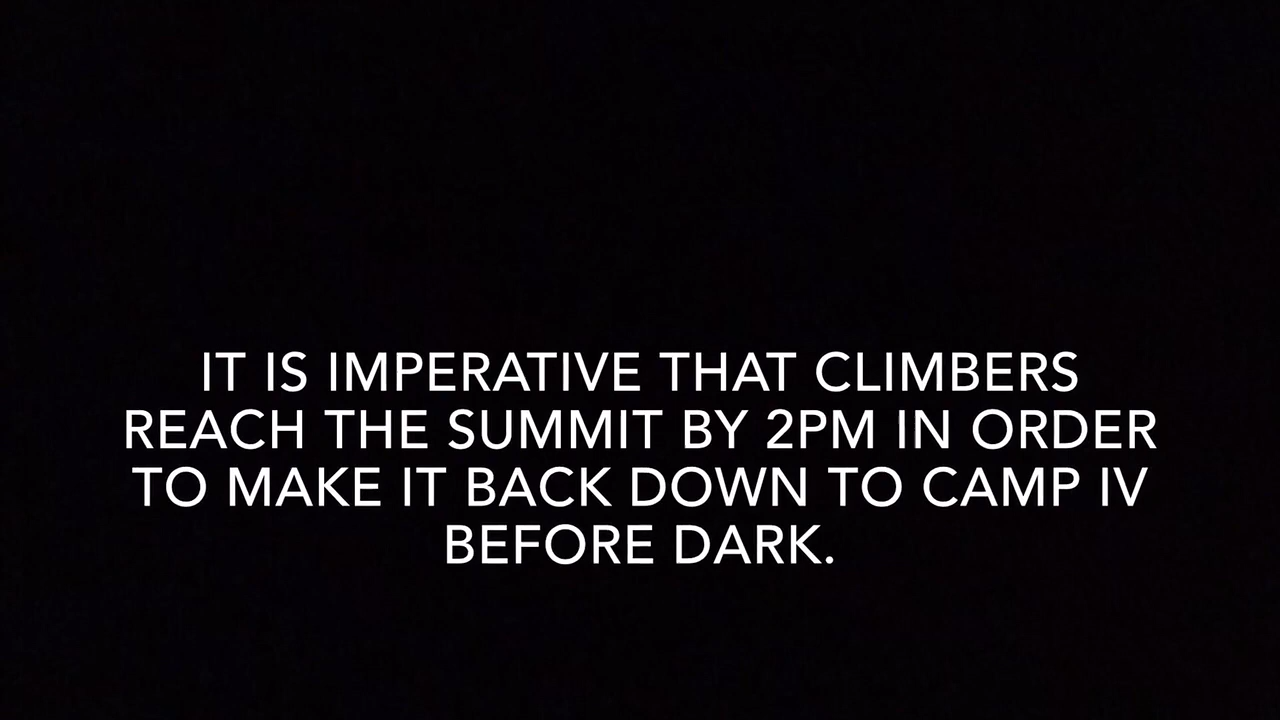 IT IS IMPERATIVE THAT CLIMBERS
REACH THE SUMMIT BY 2PM IN ORDER
TO MAKE IT BACK DOWN TO CAMP IV
BEFORE DARK.